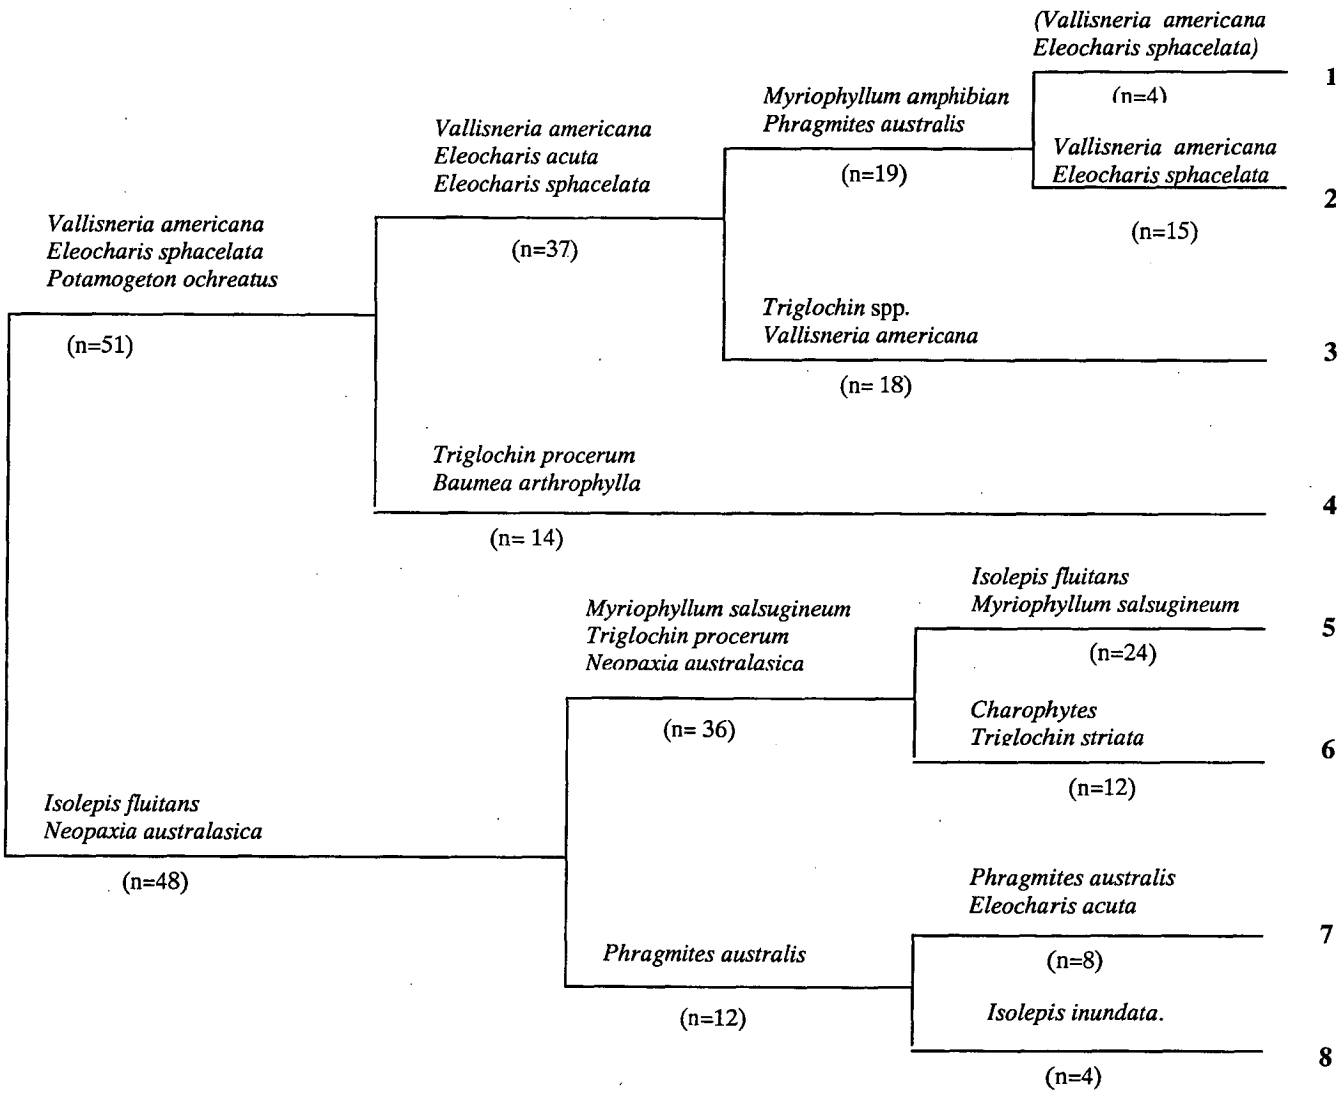 (Vallisneria americana
Eleocharis sphacelata)
1
(n=4)
Myriophyllum amphibian
Phragmites australis
(n=19)
Vallisneria americana
Eleocharis sphacelata
2
(n=15)
Vallisneria americana
Eleocharis acuta
Eleocharis sphacelata
(n=37)
Vallisneria americana
Eleocharis sphacelata
Potamogeton ochreatus
(n=51)
Triglochin spp.
Vallisneria americana
3
(n= 18)
Triglochin procerum
Baumea arthrophylla
4
(n= 14)
Isolepis fluitans
Myriophyllum salsugineum
5
(n=24)
Myriophyllum salsugineum
Triglochin procerum
Neopaxia australasica
(n= 36)
Charophytes
Triglochin striata
6
(n=12)
Isolepis fluitans
Neopaxia australasica
(n=48)
Phragmites australis
Eleocharis acuta
7
(n=8)
Phragmites australis
(n=12)
Isolepis inundata.
8
(n=4)